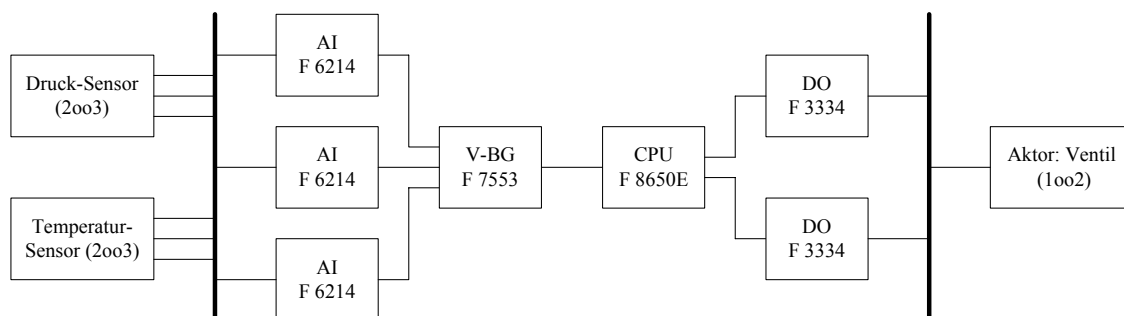 Druck-Sensor
(2oo3)
Temperatur-
Sensor (2oo3)
AI
F 6214
AI
F 6214
AI
F 6214
V-BG
F 7553
CPU
F 8650E
DO
F 3334
DO
F 3334
Aktor: Ventil
(1oo2)